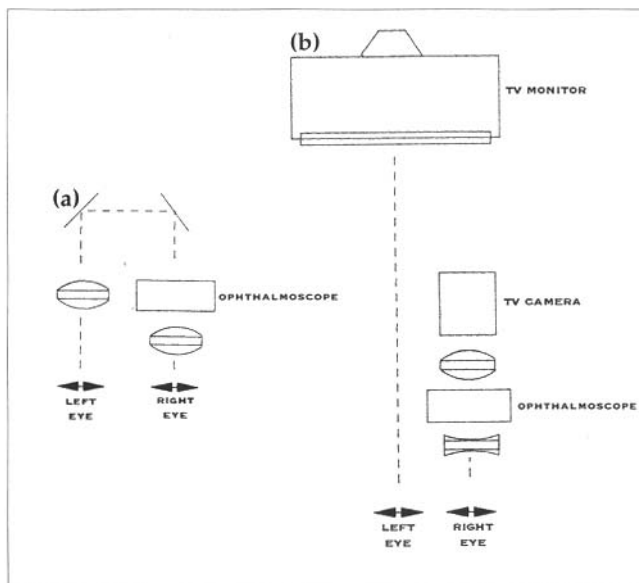 (b)
TV MONITOR
(a)
OPHTHALMOSCOPE
LEFT
EYE
RIGHT
EYE
TV CAMERA
OPHTHALMOSCOPE
LEFT
EYE
RIGHT
EYE